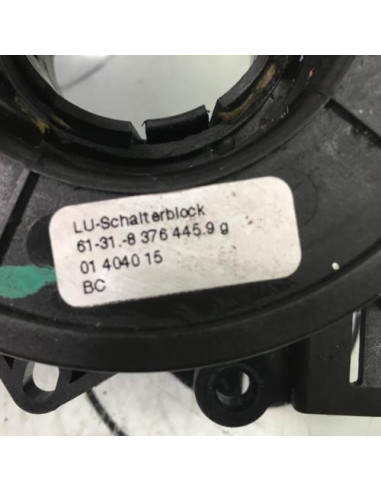 LU-Schalterblock
61-31.-8 376 445.9 g
01 4040 15
BC